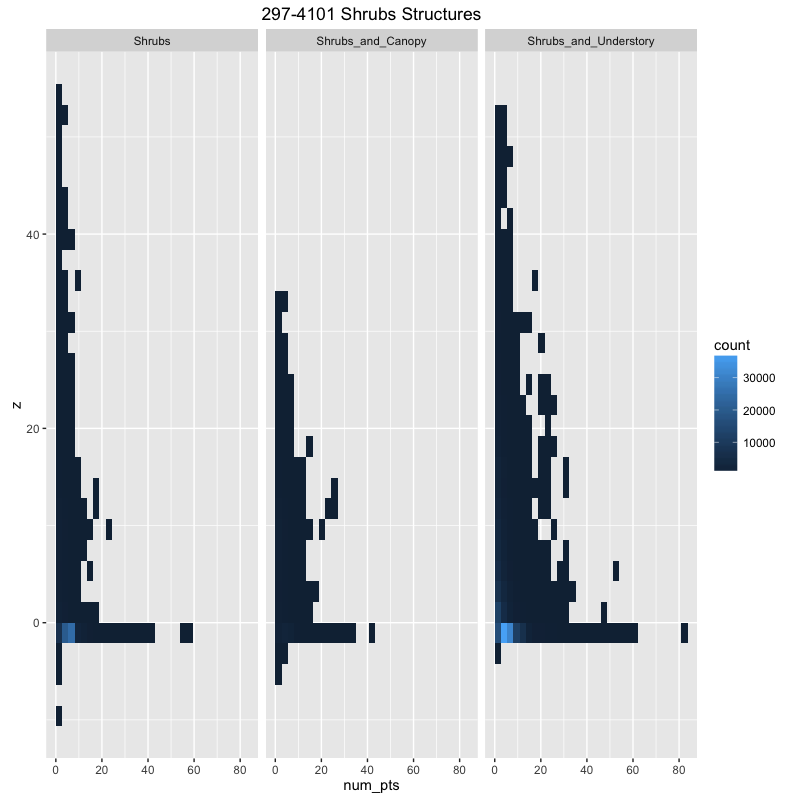 297-4101 Shrubs Structures
Shrubs Shrubs_and_Canopy Shrubs_and_Understory
40
20
0
z
0 20 40 60 80 0 20 40 60 80 0 20 40 60 80
num_pts
count
30000
20000
10000